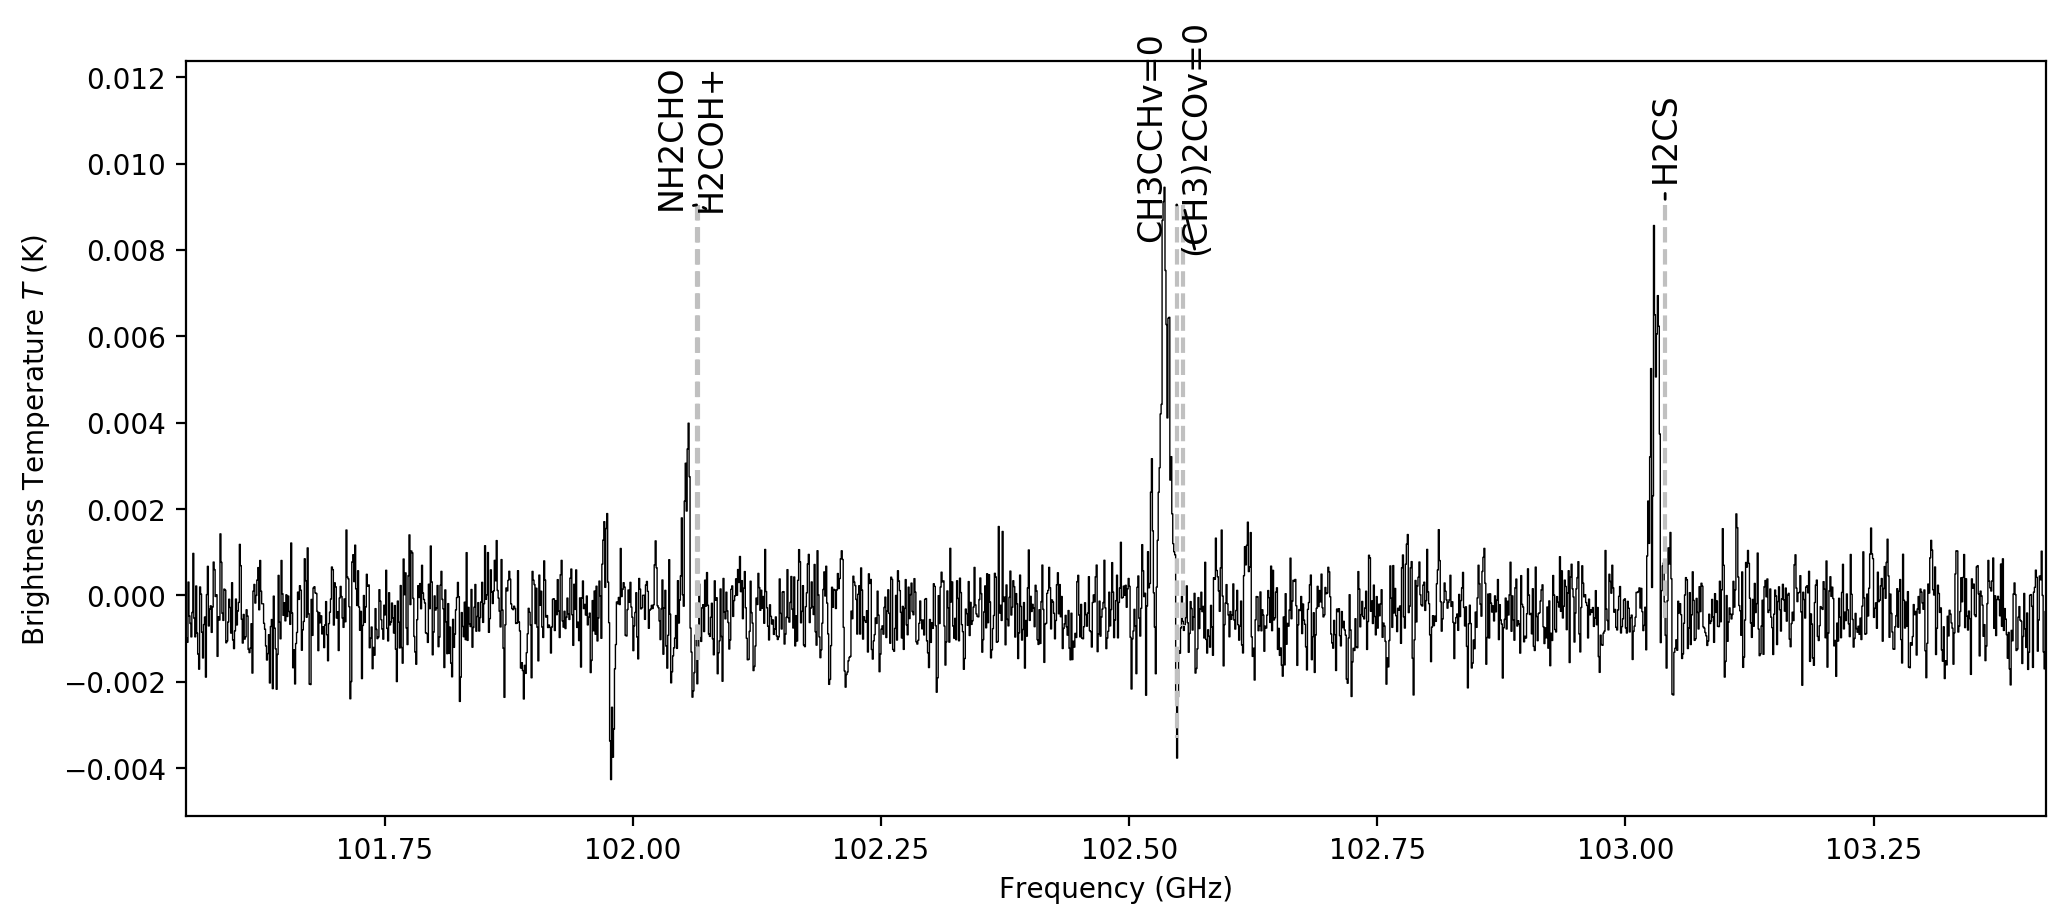 NH2CHO
H2COH+
CH3CCHv=0
(CH3)2COv=0
H2CS
0.012
0.010
0.008
0.006
0.004
0.002
0.000
−0.002
−0.004
Brightness Temperature T (K)
101.75 102.00 102.25 102.50 102.75 103.00 103.25
Frequency (GHz)